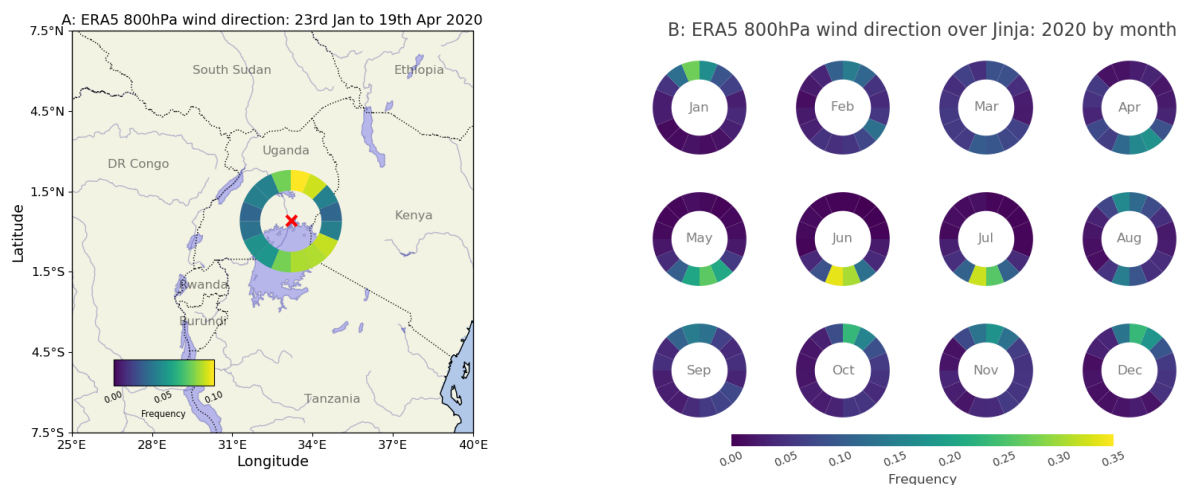 A: ERA5 800hPa wind direction: 23rd Jan to 19th Apr 2020
7.5°N
4.5°N
1.5°N
1.5°S
4.5°S
7.5°S
Latitude
South Sudan
Ethiopia
DR Congo
Uganda
Kenya
Rwanda
Burundi
Tanzania
0.00
0.05
0.10
Frequency
25°E
28°E
31°E
34°E
37°E
40°E
Longitude
B: ERA5 800hPa wind direction over Jinja: 2020 by month
Jan
Feb
Mar
Apr
May
Jun
Jul
Aug
Sep
Oct
Nov
Dec
0.00
0.05
0.10
0.15
0.20
0.25
0.30
0.35
Frequency